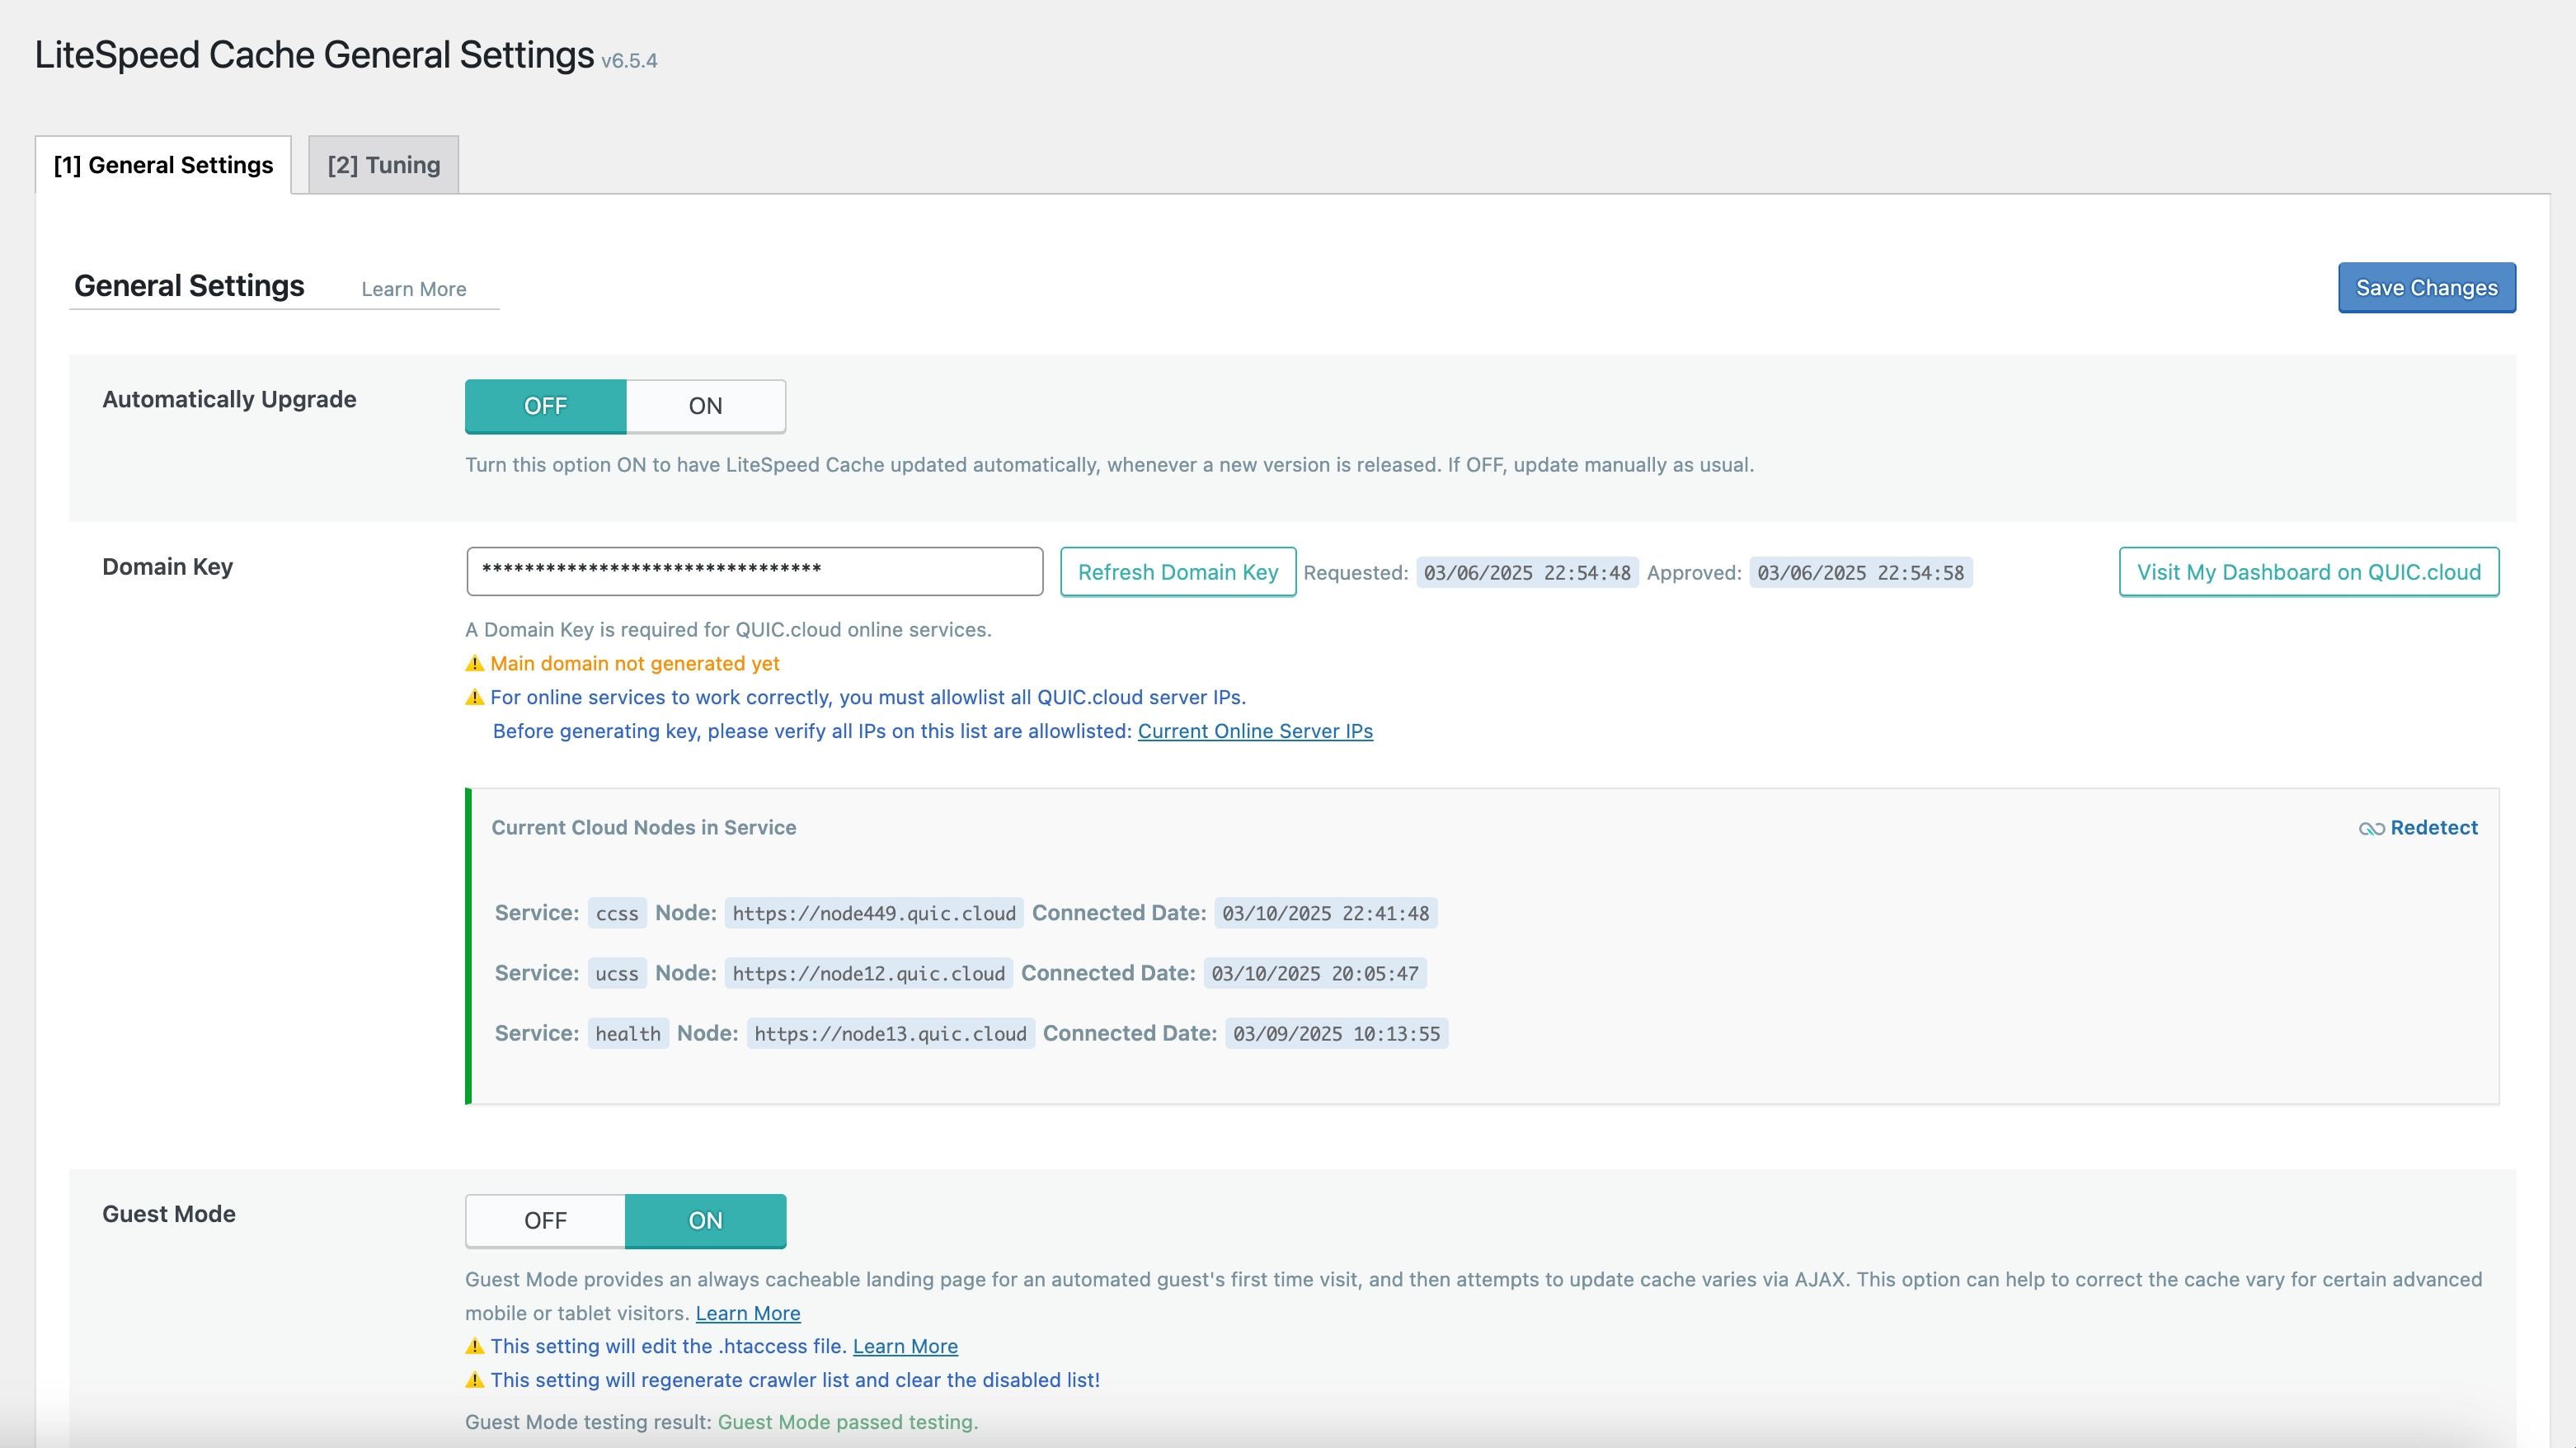 LiteSpeed Cache General Settings v6.5.4
[1] General Settings [2] Tuning
General Settings Learn More Save Changes
Automatically Upgrade OFF ON
Turn this option ON to have LiteSpeed Cache updated automatically, whenever a new version is released. If OFF, update manually as usual.
Domain Key ******************************** Refresh Domain Key Requested: 03/06/2025 22:54:48 Approved: 03/06/2025 22:54:58 Visit My Dashboard on QUIC.cloud
A Domain Key is required for QUIC.cloud online services.
⚠ Main domain not generated yet
⚠ For online services to work correctly, you must allowlist all QUIC.cloud server IPs.
Before generating key, please verify all IPs on this list are allowlisted: Current Online Server IPs
Current Cloud Nodes in Service Redetect
Service: ccss Node: https://node449.quic.cloud Connected Date: 03/10/2025 22:41:48
Service: ucss Node: https://node12.quic.cloud Connected Date: 03/10/2025 20:05:47
Service: health Node: https://node13.quic.cloud Connected Date: 03/09/2025 10:13:55
Guest Mode OFF ON
Guest Mode provides an always cacheable landing page for an automated guest's first time visit, and then attempts to update cache varies via AJAX. This option can help to correct the cache vary for certain advanced
mobile or tablet visitors. Learn More
⚠ This setting will edit the .htaccess file. Learn More
⚠ This setting will regenerate crawler list and clear the disabled list!
Guest Mode testing result: Guest Mode passed testing.